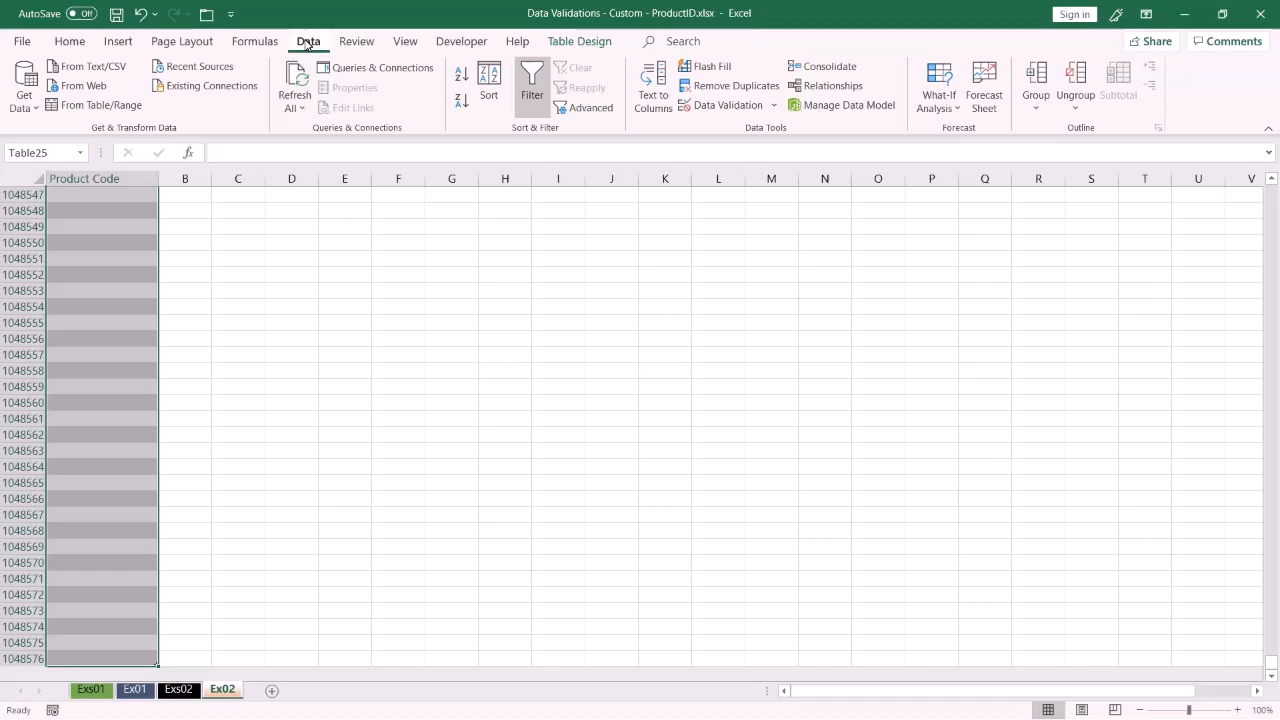 AutoSave Off
Data Validations - Custom - ProductID.xlsx - Excel
Sign in
File Home Insert Page Layout Formulas Data Review View Developer Help Table Design Search
Share Comments
Get Data
From Text/CSV
From Web
From Table/Range
Recent Sources
Existing Connections
Get & Transform Data
Refresh All
Queries & Connections
Properties
Edit Links
Queries & Connections
Sort
Filter
Clear
Reapply
Advanced
Sort & Filter
Text to Columns
Flash Fill
Remove Duplicates
Data Validation
Consolidate
Relationships
Manage Data Model
Data Tools
What-If Analysis
Forecast Sheet
Forecast
Group
Ungroup
Subtotal
Outline
Table25
fx
Product Code B C D E F G H I J K L M N O P Q R S T U V
1048547
1048548
1048549
1048550
1048551
1048552
1048553
1048554
1048555
1048556
1048557
1048558
1048559
1048560
1048561
1048562
1048563
1048564
1048565
1048566
1048567
1048568
1048569
1048570
1048571
1048572
1048573
1048574
1048575
1048576
Exs01 Ex01 Exs02 Ex02
Ready
100%